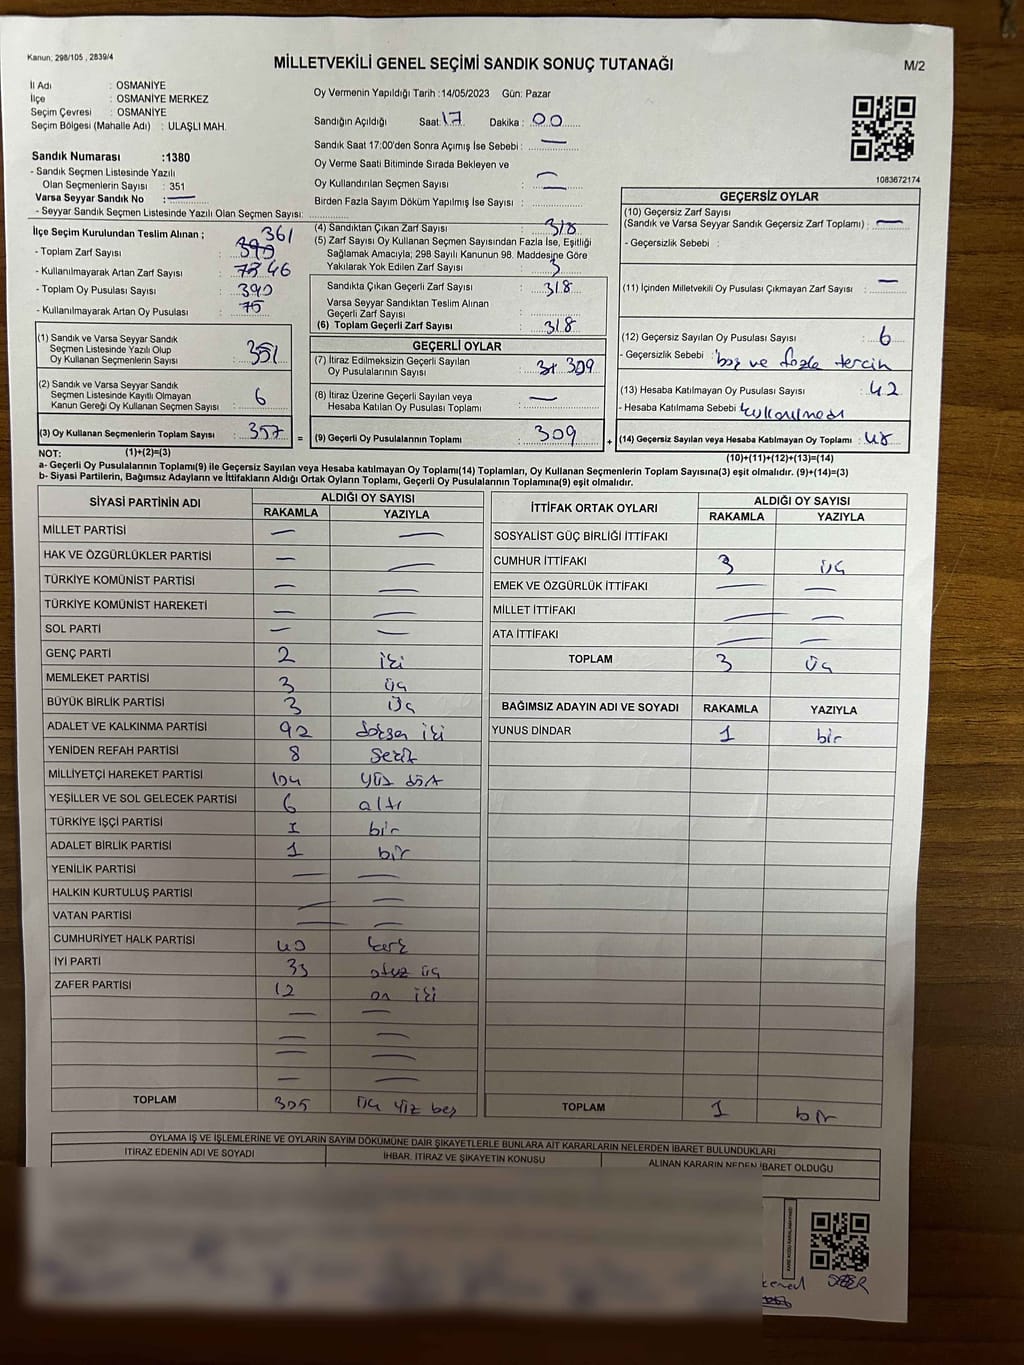 Kanun: 298/105 , 2839/4
MİLLETVEKİLİ GENEL SEÇİMİ SANDIK SONUÇ TUTANAĞI
M/2
İl Adı : OSMANİYE
İlçe : OSMANİYE MERKEZ
Seçim Çevresi : OSMANİYE
Seçim Bölgesi (Mahalle Adı) : ULAŞLI MAH.
Sandık Numarası :1380
- Sandık Seçmen Listesinde Yazılı
Olan Seçmenlerin Sayısı : 351
Varsa Seyyar Sandık No : —
- Seyyar Sandık Seçmen Listesinde Yazılı Olan Seçmen Sayısı:
Oy Vermenin Yapıldığı Tarih :14/05/2023 Gün: Pazar
Sandığın Açıldığı Saat: 17 Dakika : 00
Sandık Saat 17:00'den Sonra Açımış İse Sebebi : —
Oy Verme Saati Bitiminde Sırada Bekleyen ve
Oy Kullandırılan Seçmen Sayısı : —
Birden Fazla Sayım Döküm Yapılmış İse Sayısı :
1083672174
İlçe Seçim Kurulundan Teslim Alınan ; 361
- Toplam Zarf Sayısı :
- Kullanılmayarak Artan Zarf Sayısı : 46
- Toplam Oy Pusulası Sayısı : 390
- Kullanılmayarak Artan Oy Pusulası : 75
(1) Sandık ve Varsa Seyyar Sandık
Seçmen Listesinde Yazılı Olup
Oy Kullanan Seçmenlerin Sayısı : 351
(2) Sandık ve Varsa Seyyar Sandık
Seçmen Listesinde Kayıtlı Olmayan
Kanun Gereği Oy Kullanan Seçmen Sayısı : 6
(3) Oy Kullanan Seçmenlerin Toplam Sayısı : 357
(1)+(2)=(3)
(4) Sandıktan Çıkan Zarf Sayısı : 318
(5) Zarf Sayısı Oy Kullanan Seçmen Sayısından Fazla İse, Eşitliği
Sağlamak Amacıyla; 298 Sayılı Kanunun 98. Maddesine Göre
Yakılarak Yok Edilen Zarf Sayısı : 3
Sandıkta Çıkan Geçerli Zarf Sayısı : 318
Varsa Seyyar Sandıktan Teslim Alınan
Geçerli Zarf Sayısı :
(6) Toplam Geçerli Zarf Sayısı : 318
GEÇERLİ OYLAR
(7) İtiraz Edilmeksizin Geçerli Sayılan
Oy Pusulalarının Sayısı : 309
(8) İtiraz Üzerine Geçerli Sayılan veya
Hesaba Katılan Oy Pusulası Toplamı : —
= (9) Geçerli Oy Pusulalarının Toplamı : 309 +
GEÇERSİZ OYLAR
(10) Geçersiz Zarf Sayısı
(Sandık ve Varsa Seyyar Sandık Geçersiz Zarf Toplamı) : —
- Geçersizlik Sebebi :
(11) İçinden Milletvekili Oy Pusulası Çıkmayan Zarf Sayısı : —
(12) Geçersiz Sayılan Oy Pusulası Sayısı : 6
- Geçersizlik Sebebi : boş ve fazla tercih
(13) Hesaba Katılmayan Oy Pusulası Sayısı : 42
- Hesaba Katılmama Sebebi :
(14) Geçersiz Sayılan veya Hesaba Katılmayan Oy Toplamı : 48
(10)+(11)+(12)+(13)=(14)
NOT:
a- Geçerli Oy Pusulalarının Toplamı(9) ile Geçersiz Sayılan veya Hesaba katılmayan Oy Toplamı(14) Toplamları, Oy Kullanan Seçmenlerin Toplam Sayısına(3) eşit olmalıdır. (9)+(14)=(3)
b- Siyasi Partilerin, Bağımsız Adayların ve İttifakların Aldığı Ortak Oyların Toplamı, Geçerli Oy Pusulalarının Toplamına(9) eşit olmalıdır.
SİYASİ PARTİNİN ADI ALDIĞI OY SAYISI
RAKAMLA YAZIYLA
MİLLET PARTİSİ — —
HAK VE ÖZGÜRLÜKLER PARTİSİ — —
TÜRKİYE KOMÜNİST PARTİSİ — —
TÜRKİYE KOMÜNİST HAREKETİ — —
SOL PARTİ — —
GENÇ PARTİ 2 iki
MEMLEKET PARTİSİ 3 üç
BÜYÜK BİRLİK PARTİSİ 3 üç
ADALET VE KALKINMA PARTİSİ 92 doksan iki
YENİDEN REFAH PARTİSİ 8 sekiz
MİLLİYETÇİ HAREKET PARTİSİ 104 yüz dört
YEŞİLLER VE SOL GELECEK PARTİSİ 6 altı
TÜRKİYE İŞÇİ PARTİSİ 1 bir
ADALET BİRLİK PARTİSİ 1 bir
YENİLİK PARTİSİ — —
HALKIN KURTULUŞ PARTİSİ — —
VATAN PARTİSİ — —
CUMHURİYET HALK PARTİSİ 40 kırk
İYİ PARTİ 33 otuz üç
ZAFER PARTİSİ 12 on iki
— —
— —
— —
— —
TOPLAM 305 üç yüz beş
İTTİFAK ORTAK OYLARI ALDIĞI OY SAYISI
RAKAMLA YAZIYLA
SOSYALİST GÜÇ BİRLİĞİ İTTİFAKI
CUMHUR İTTİFAKI 3 üç
EMEK VE ÖZGÜRLÜK İTTİFAKI — —
MİLLET İTTİFAKI — —
ATA İTTİFAKI — —
TOPLAM 3 üç
BAĞIMSIZ ADAYIN ADI VE SOYADI RAKAMLA YAZIYLA
YUNUS DİNDAR 1 bir
TOPLAM 1 bir
OYLAMA İŞ VE İŞLEMLERİNE VE OYLARIN SAYIM DÖKÜMÜNE DAİR ŞİKAYETLERLE BUNLARA AİT KARARLARIN NELERDEN İBARET BULUNDUKLARI
İTİRAZ EDENİN ADI VE SOYADI İHBAR, İTİRAZ VE ŞİKAYETİN KONUSU ALINAN KARARIN NEDEN İBARET OLDUĞU